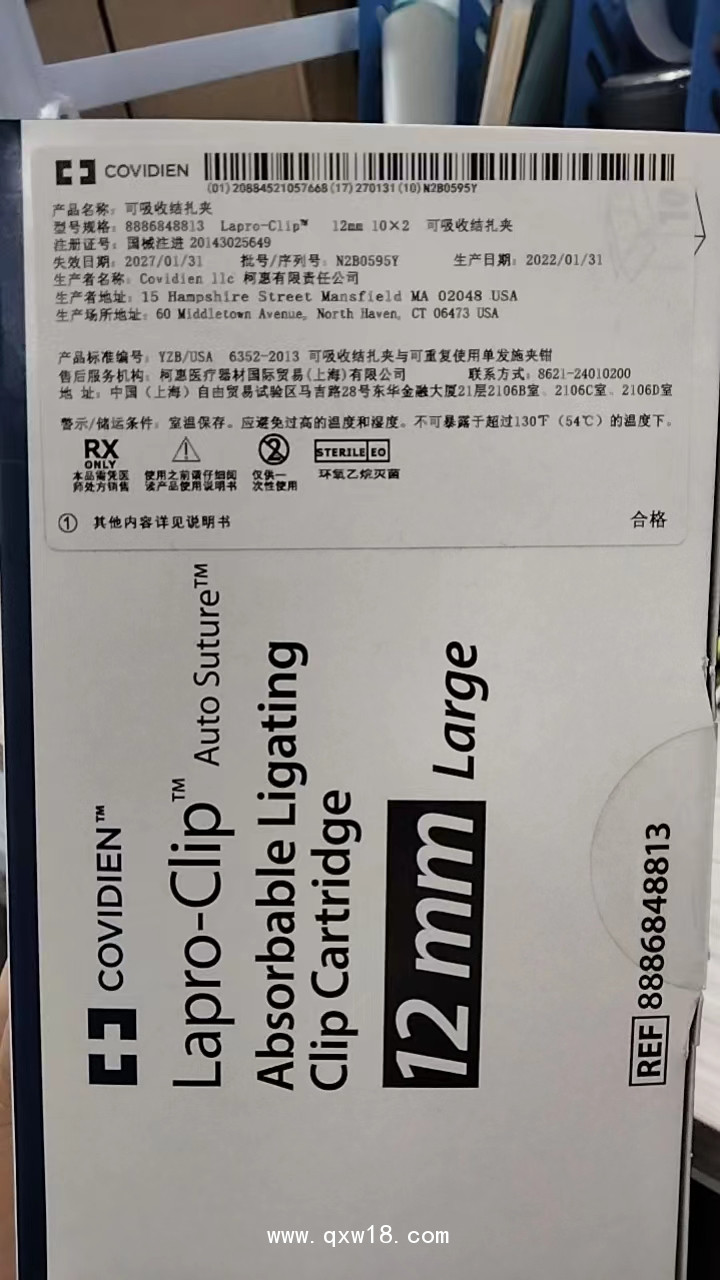 COVIDIEN
(01)20884521057668(17)270131(10)N2B0595Y
产品名称: 可吸收结扎夹
型号规格: 8886848813 Lapro-Clip™ 12mm 10×2 可吸收结扎夹
注册证号: 国械注进 20143025649
失效日期: 2027/01/31 批号/序列号: N2B0595Y 生产日期: 2022/01/31
生产者名称: Covidien llc 柯惠有限责任公司
生产者地址: 15 Hampshire Street Mansfield MA 02048 USA
生产场所地址: 60 Middletown Avenue, North Haven, CT 06473 USA
产品标准编号: YZB/USA 6352-2013 可吸收结扎夹与可重复使用单发施夹钳
售后服务机构: 柯惠医疗器材国际贸易(上海)有限公司 联系方式: 8621-24010200
地 址: 中国（上海）自由贸易试验区马吉路28号东华金融大厦21层2106B室、2106C室、2106D室
警示/储运条件: 室温保存。应避免过高的温度和湿度。不可暴露于超过130℉（54℃）的温度下。
RX
ONLY
本品需凭医
师处方销售
使用之前请仔细阅
读产品使用说明书
2
仅供一
次性使用
STERILE EO
环氧乙烷灭菌
① 其他内容详见说明书 合格
COVIDIEN™
Lapro-Clip™ Auto Suture™
Absorbable Ligating
Clip Cartridge
12 mm Large
REF 8886848813
www.qxw18.com